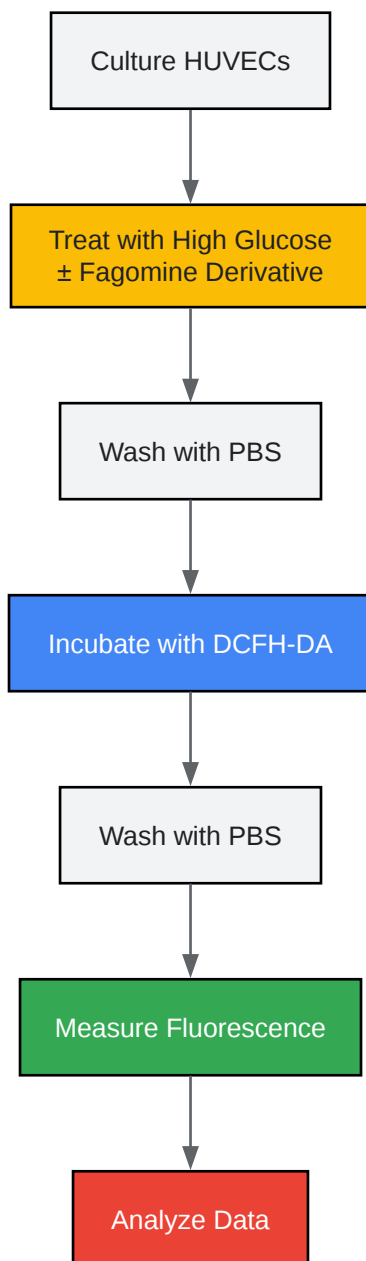 Culture HUVECs
Treat with High Glucose
± Fagomine Derivative
Wash with PBS
Incubate with DCFH-DA
Wash with PBS
Measure Fluorescence
Analyze Data